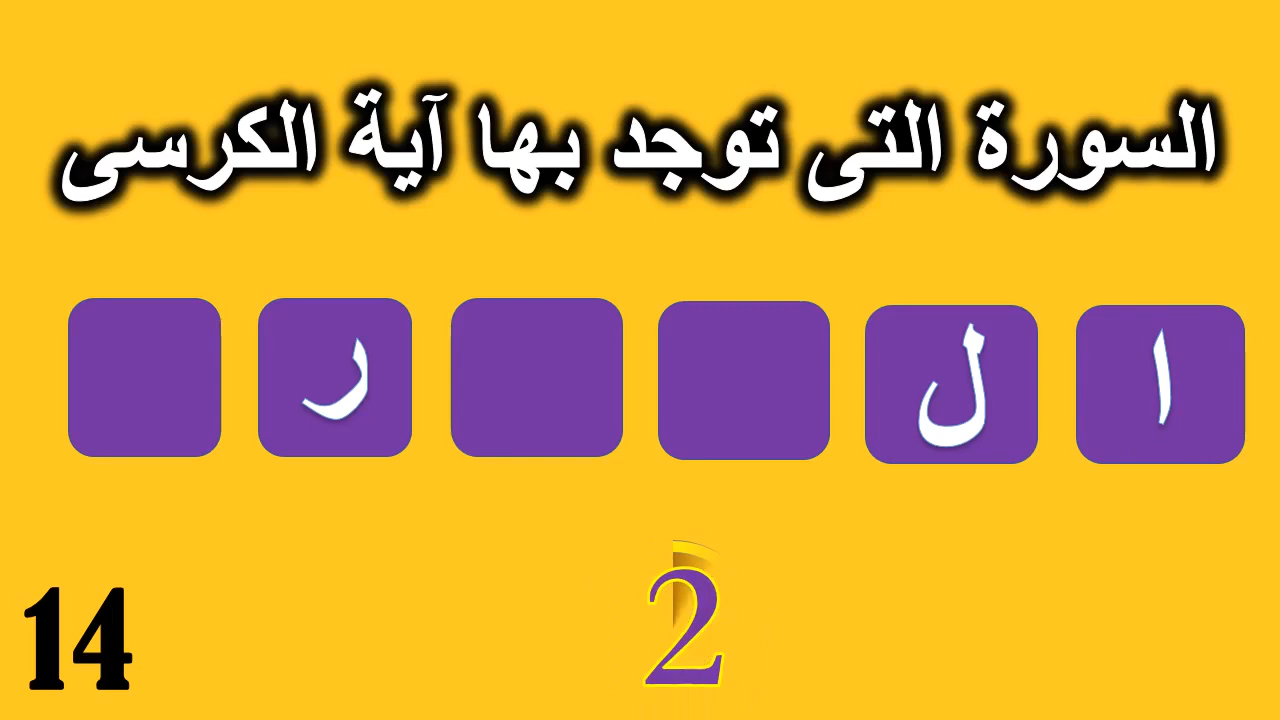 السورة التى توجد بها آية الكرسى
ا ل ر
2
14